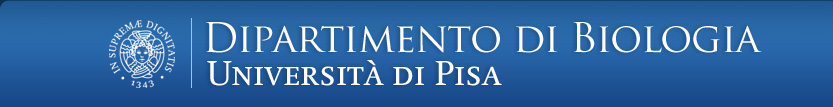 DIPARTIMENTO DI BIOLOGIA
UNIVERSITÀ DI PISA
IN SUPREMÆ DIGNITATIS
· 1343 ·